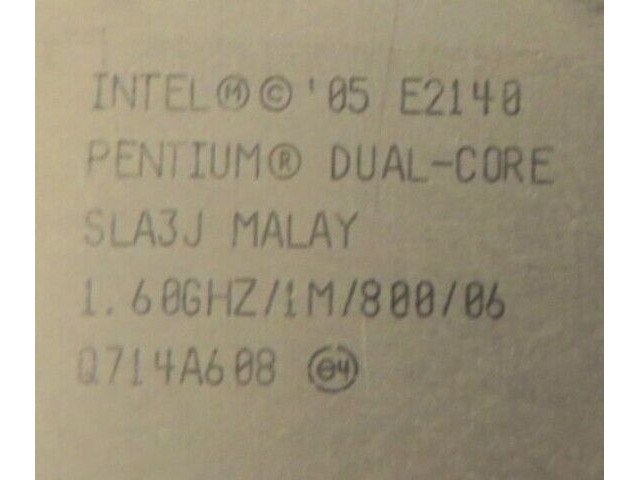 INTEL Ⓜ © '05 E2140
PENTIUM® DUAL-CORE
SLA3J MALAY
1.60GHZ/1M/800/06
Q714A608 e4